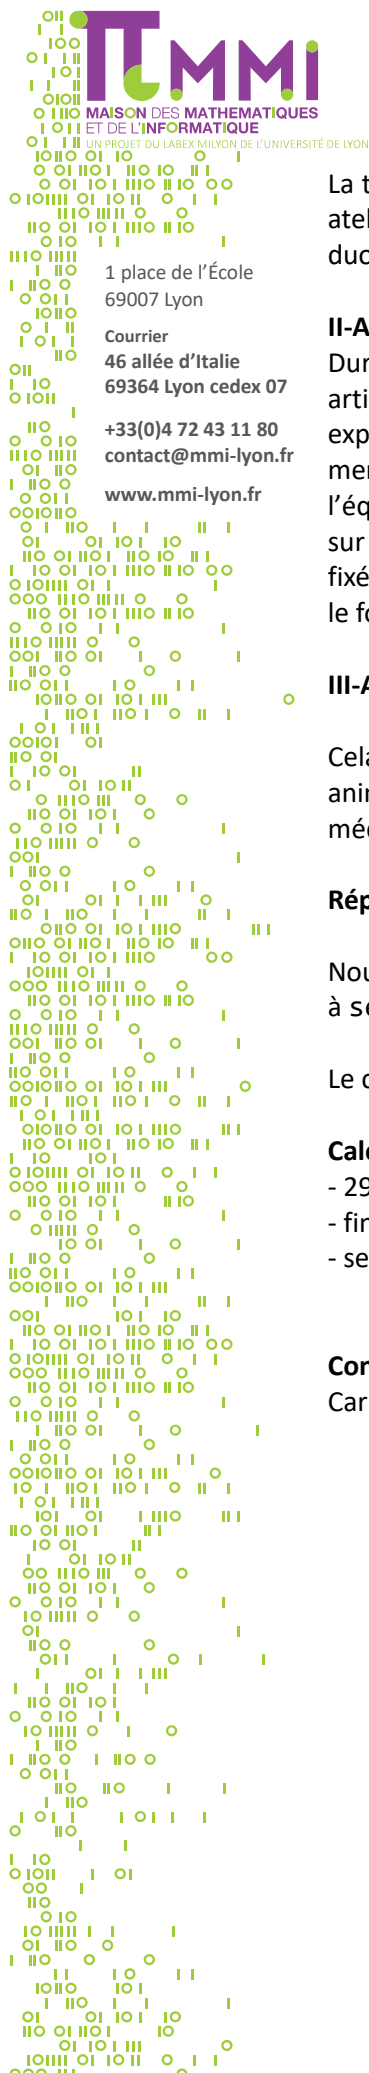 MMI
MAISON DES MATHEMATIQUES
ET DE L'INFORMATIQUE
UN PROJET DU LABEX MILYON DE L'UNIVERSITÉ DE LYON
1 place de l'École
69007 Lyon
Courrier
46 allée d'Italie
69364 Lyon cedex 07
+33(0)4 72 43 11 80
contact@mmi-lyon.fr
www.mmi-lyon.fr
La t
atel
duc
II-A
Dur
arti
exp
mer
l'éq
sur
fixé
le fo
III-A
Cela
anir
méd
Rép
Nou
à se
Le c
Cale
- 29
- fin
- se
Con
Car